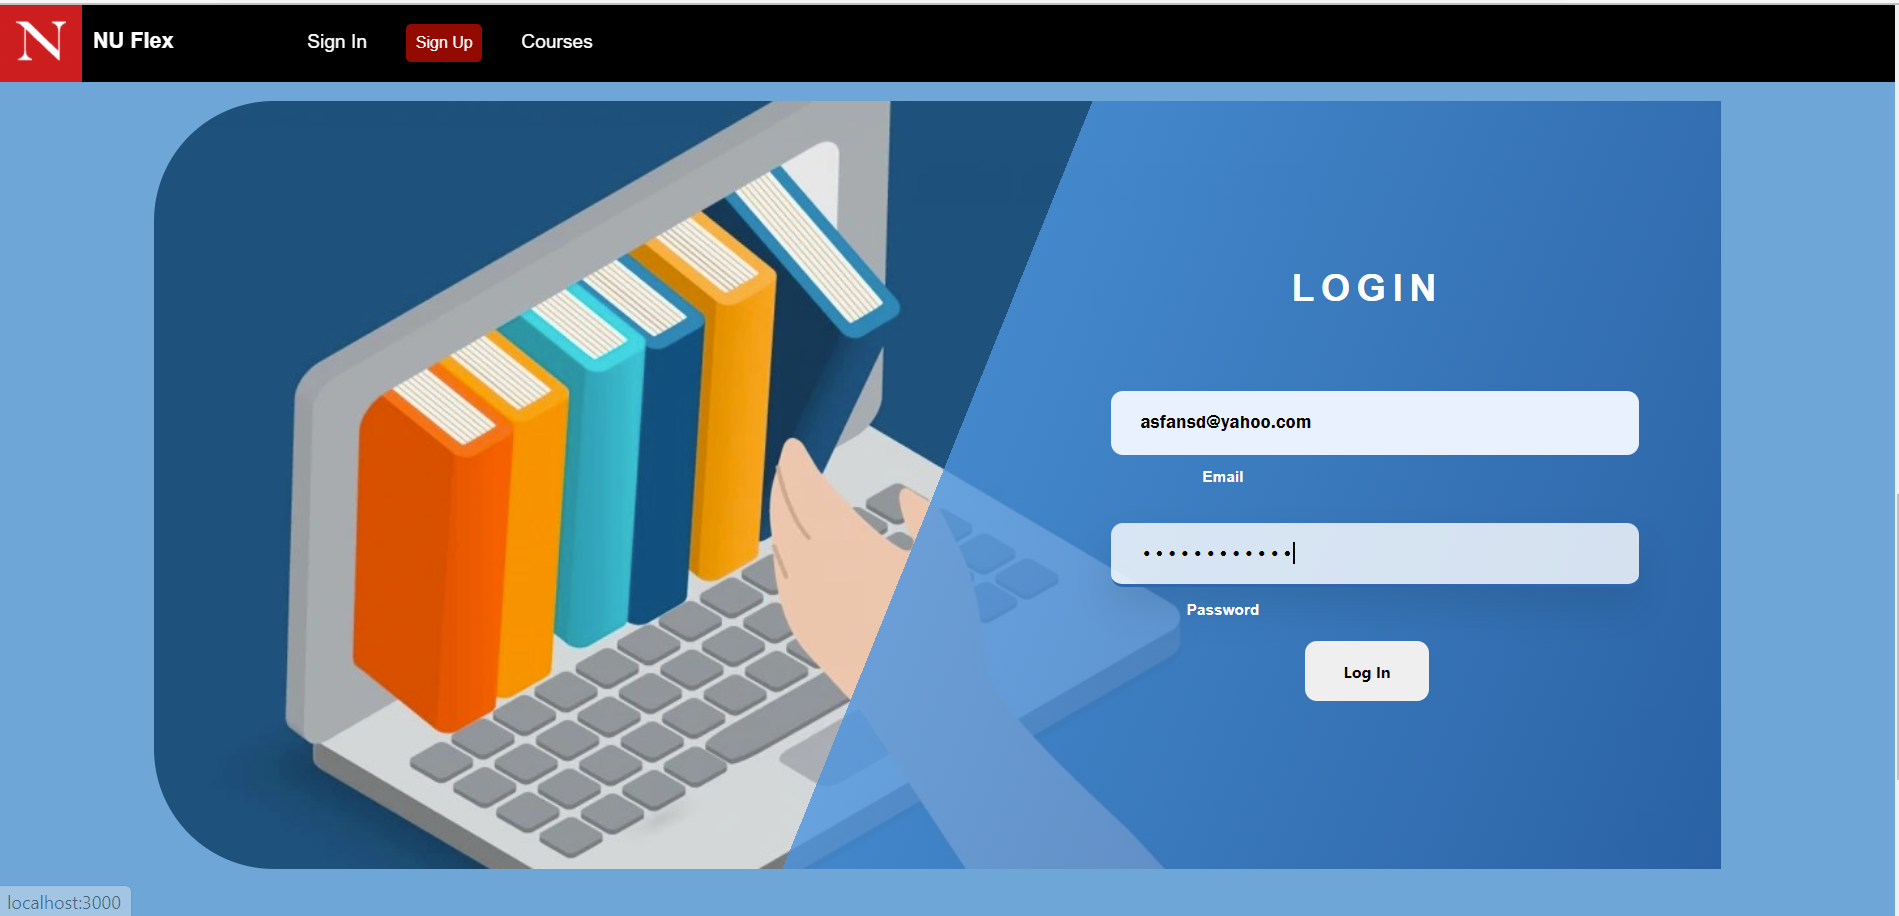 N NU Flex Sign In Sign Up Courses
LOGIN
asfansd@yahoo.com
Email
••••••••••••
Password
Log In
localhost:3000